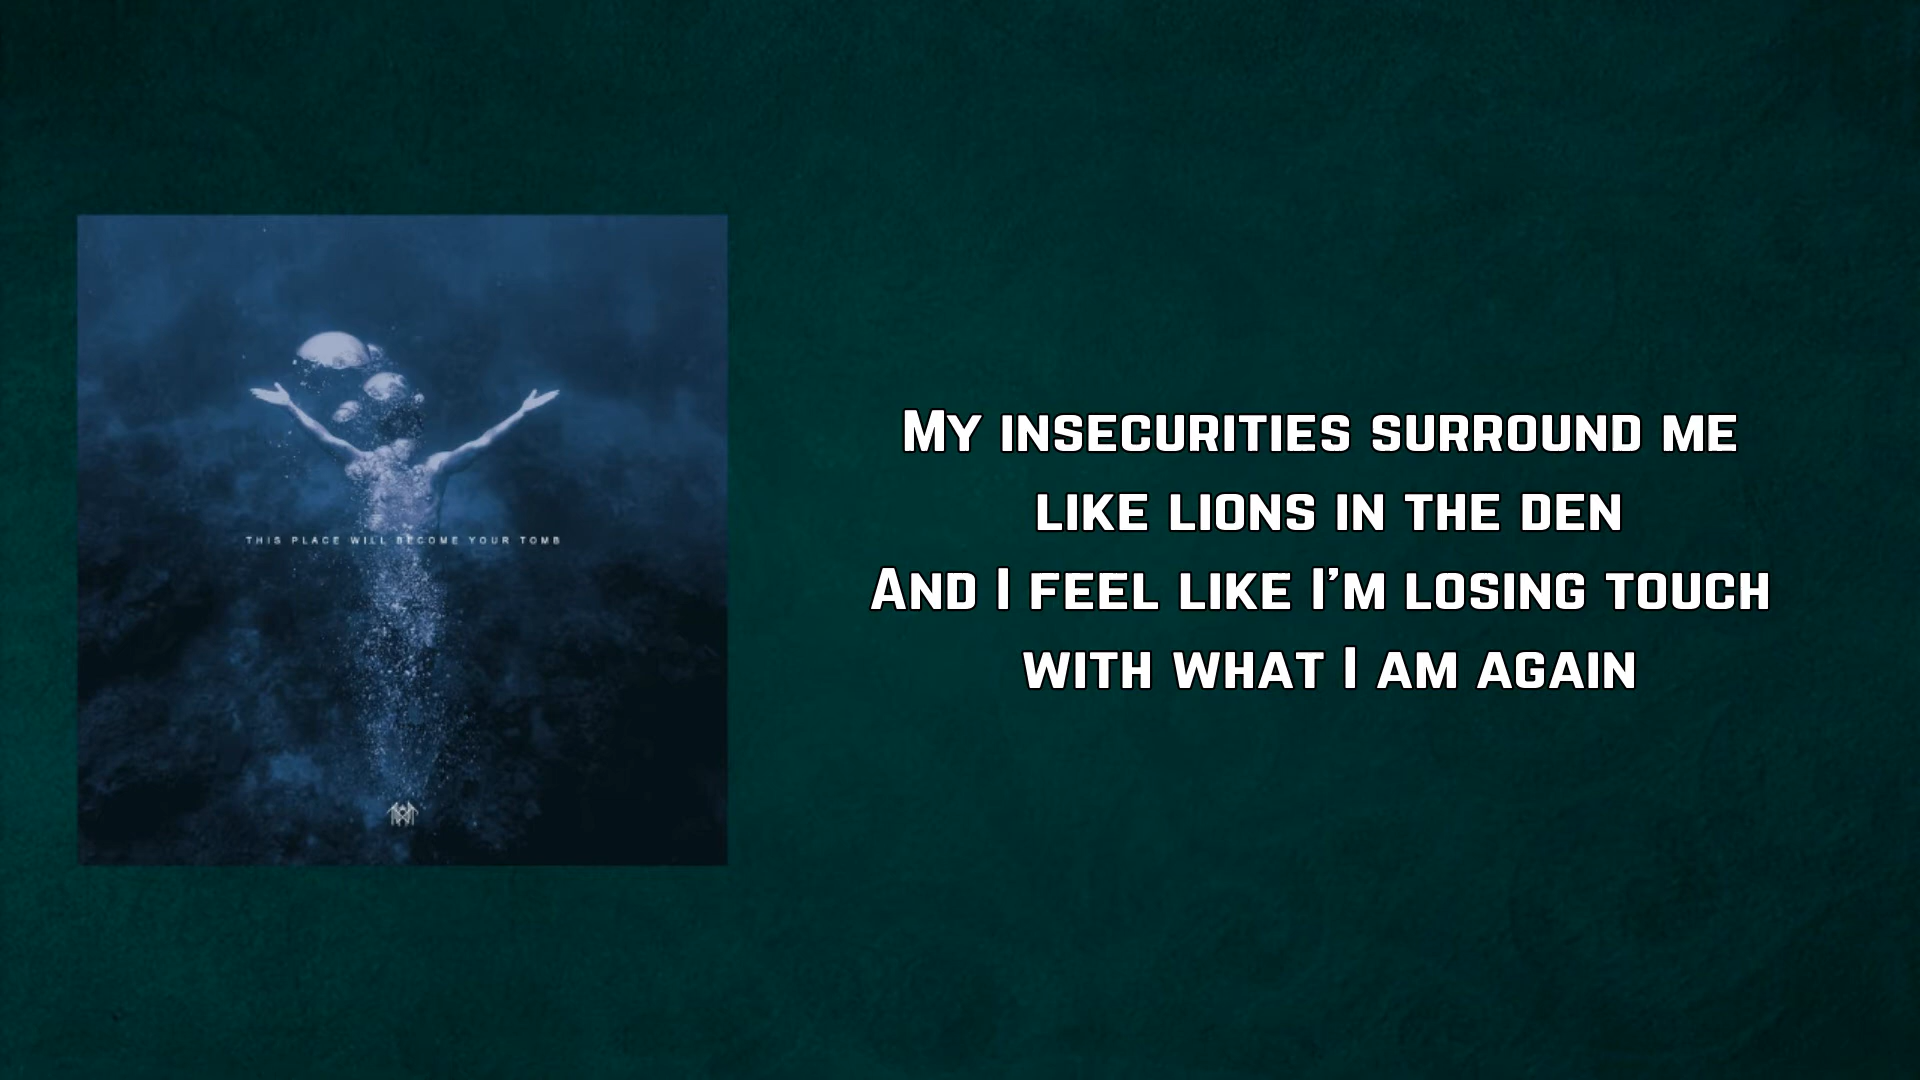 THIS PLACE WILL BECOME YOUR TOMB
My insecurities surround me
like lions in the den
And I feel like I’m losing touch
with what I am again